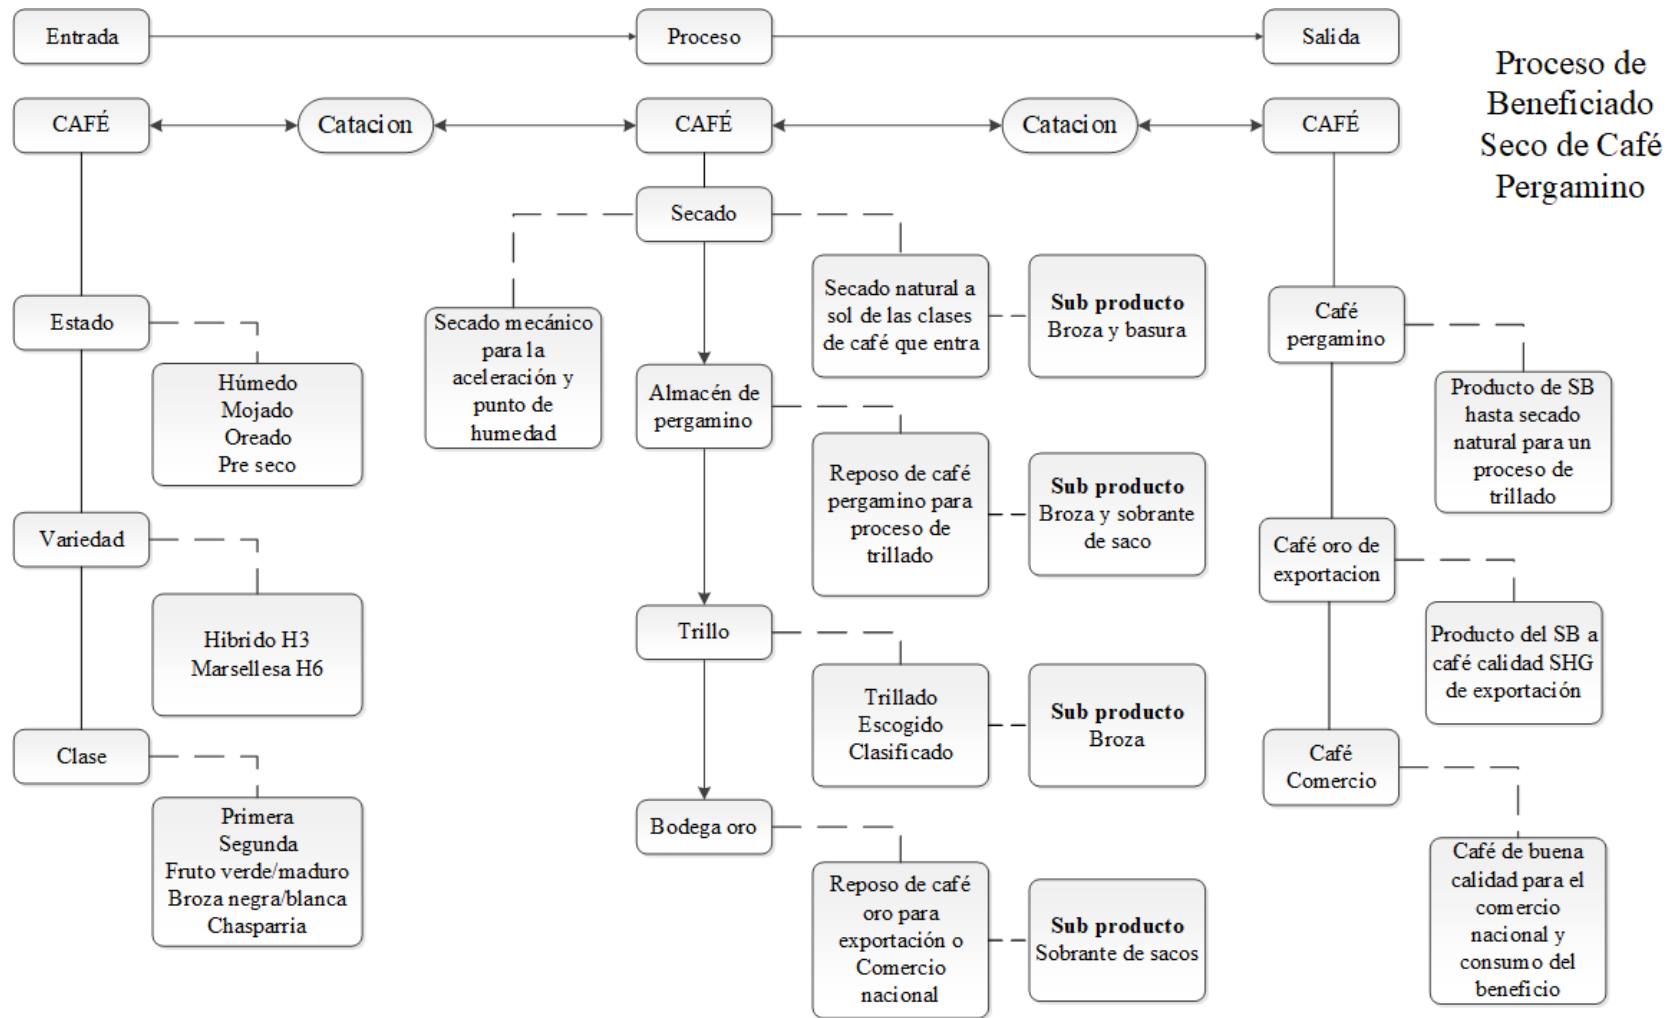 Entrada
Proceso
Salida
Proceso de
Beneficiado
Seco de Café
Pergamino
CAFÉ
Catacion
CAFÉ
Catacion
CAFÉ
Secado
Secado mecánico
para la
aceleración y
punto de
humedad
Secado natural a
sol de las clases
de café que entra
Sub producto
Broza y basura
Estado
Húmedo
Mojado
Oreado
Pre seco
Almacén de
pergamino
Reposo de café
pergamino para
proceso de
trillado
Sub producto
Broza y sobrante
de saco
Café
pergamino
Producto de SB
hasta secado
natural para un
proceso de
trillado
Variedad
Hibrido H3
Marsellesa H6
Trillo
Trillado
Escogido
Clasificado
Sub producto
Broza
Café oro de
exportacion
Producto del SB a
café calidad SHG
de exportación
Clase
Primera
Segunda
Fruto verde/maduro
Broza negra/blanca
Chasparria
Bodega oro
Reposo de café
oro para
exportación o
Comercio
nacional
Sub producto
Sobrante de sacos
Café
Comercio
Café de buena
calidad para el
comercio
nacional y
consumo del
beneficio